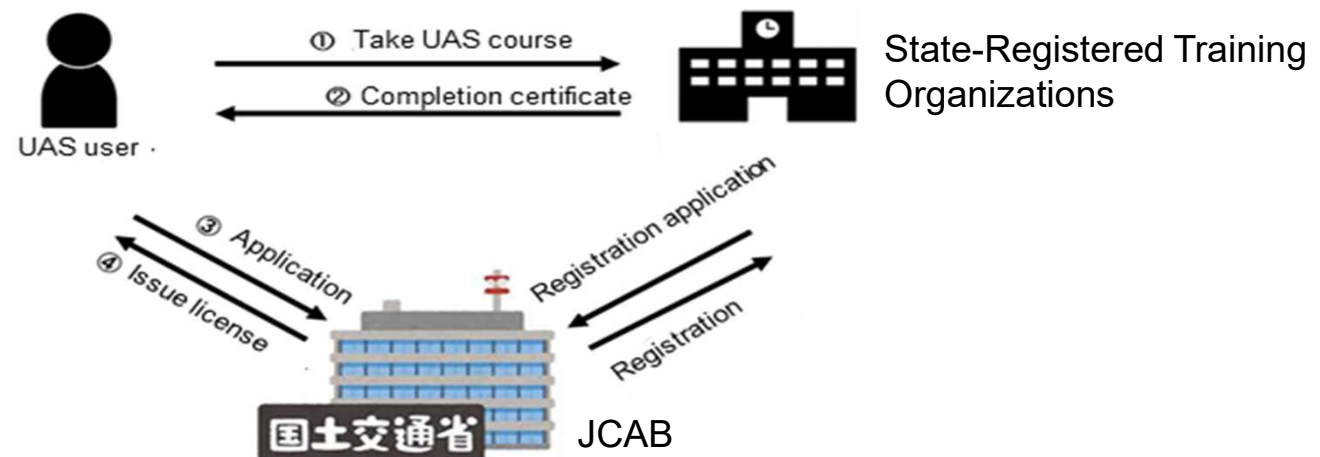 ① Take UAS course
② Completion certificate
State-Registered Training
Organizations
UAS user
③ Application
④ Issue license
Registration application
Registration
国土交通省
JCAB